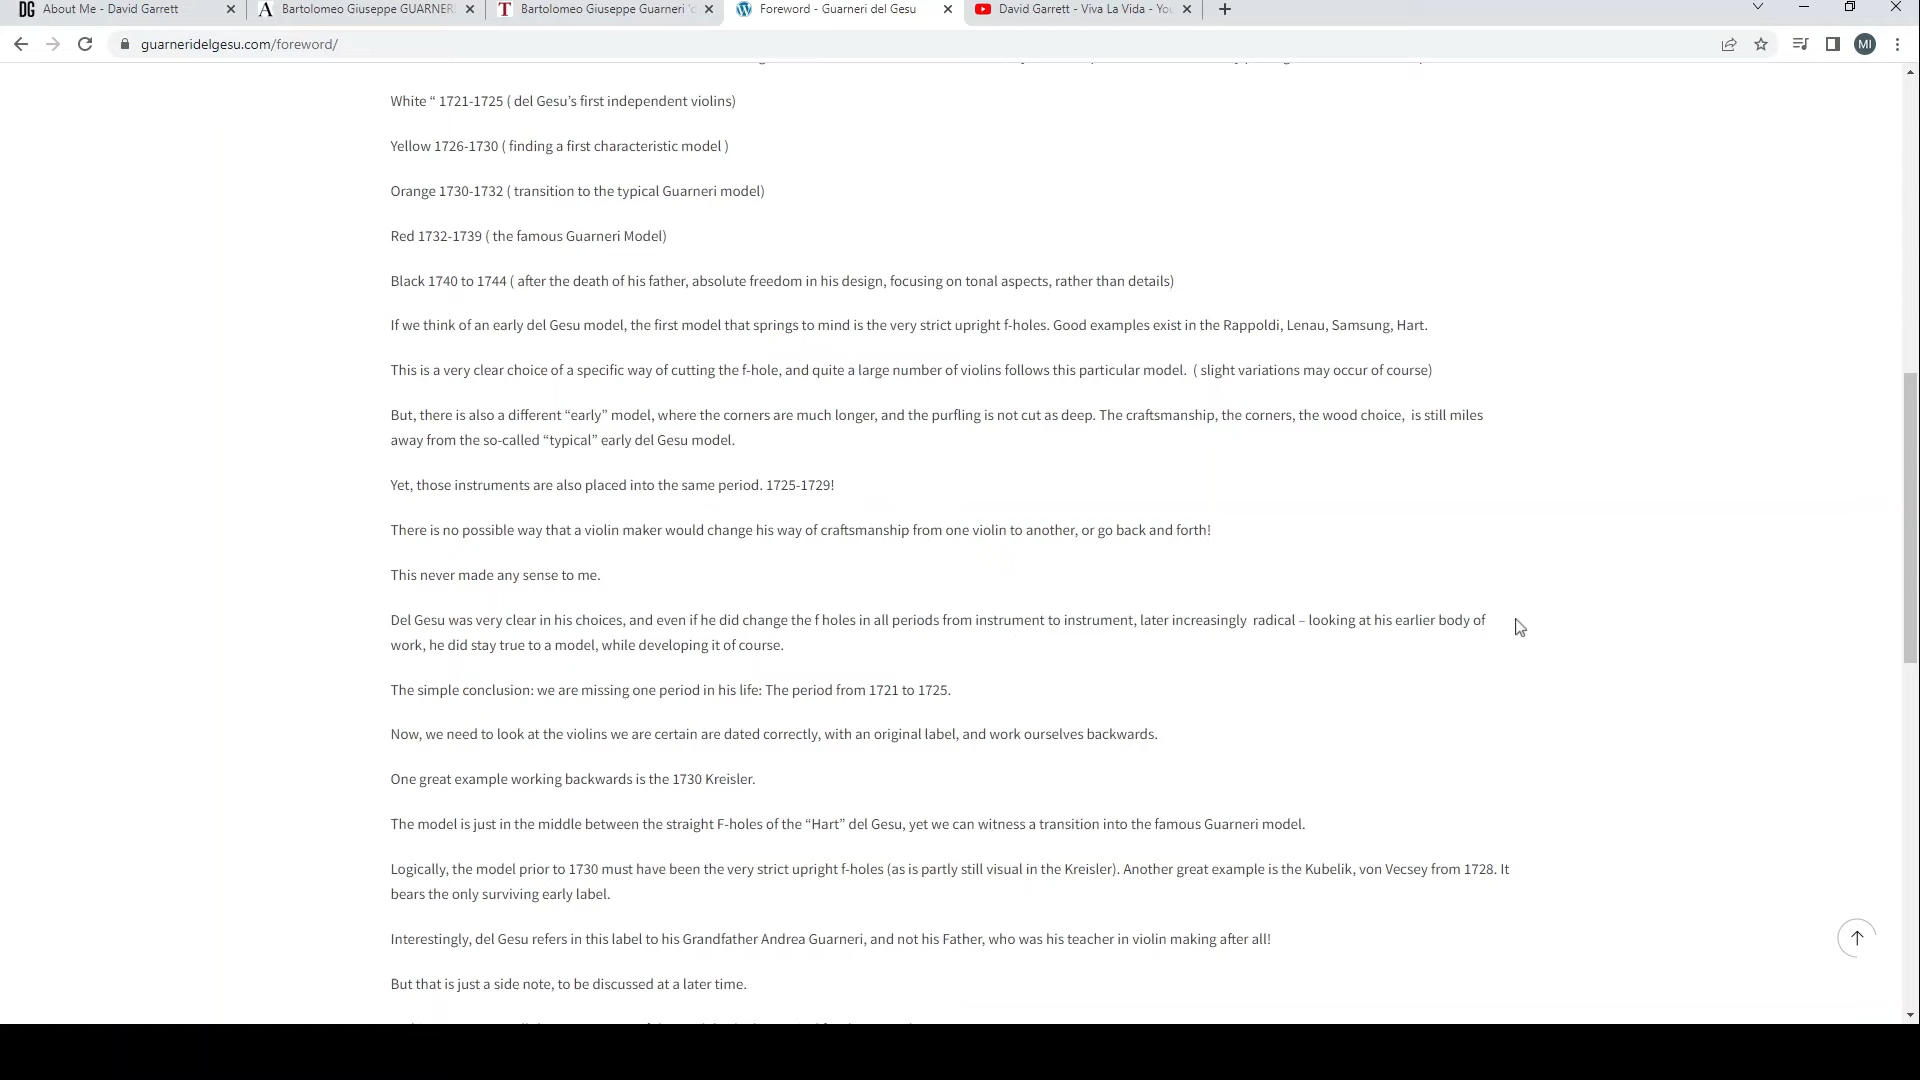 About Me - David Garrett
Bartolomeo Giuseppe GUARNER
Bartolomeo Giuseppe Guarneri
Foreword - Guarneri del Gesu
David Garrett - Viva La Vida - You
guarneridelgesu.com/foreword/
MI
White “ 1721-1725 ( del Gesu’s first independent violins)
Yellow 1726-1730 ( finding a first characteristic model )
Orange 1730-1732 ( transition to the typical Guarneri model)
Red 1732-1739 ( the famous Guarneri Model)
Black 1740 to 1744 ( after the death of his father, absolute freedom in his design, focusing on tonal aspects, rather than details)
If we think of an early del Gesu model, the first model that springs to mind is the very strict upright f-holes. Good examples exist in the Rappoldi, Lenau, Samsung, Hart.
This is a very clear choice of a specific way of cutting the f-hole, and quite a large number of violins follows this particular model. ( slight variations may occur of course)
But, there is also a different “early” model, where the corners are much longer, and the purfling is not cut as deep. The craftsmanship, the corners, the wood choice, is still miles
away from the so-called “typical” early del Gesu model.
Yet, those instruments are also placed into the same period. 1725-1729!
There is no possible way that a violin maker would change his way of craftsmanship from one violin to another, or go back and forth!
This never made any sense to me.
Del Gesu was very clear in his choices, and even if he did change the f holes in all periods from instrument to instrument, later increasingly radical – looking at his earlier body of
work, he did stay true to a model, while developing it of course.
The simple conclusion: we are missing one period in his life: The period from 1721 to 1725.
Now, we need to look at the violins we are certain are dated correctly, with an original label, and work ourselves backwards.
One great example working backwards is the 1730 Kreisler.
The model is just in the middle between the straight F-holes of the “Hart” del Gesu, yet we can witness a transition into the famous Guarneri model.
Logically, the model prior to 1730 must have been the very strict upright f-holes (as is partly still visual in the Kreisler). Another great example is the Kubelik, von Vecsey from 1728. It
bears the only surviving early label.
Interestingly, del Gesu refers in this label to his Grandfather Andrea Guarneri, and not his Father, who was his teacher in violin making after all!
But that is just a side note, to be discussed at a later time.